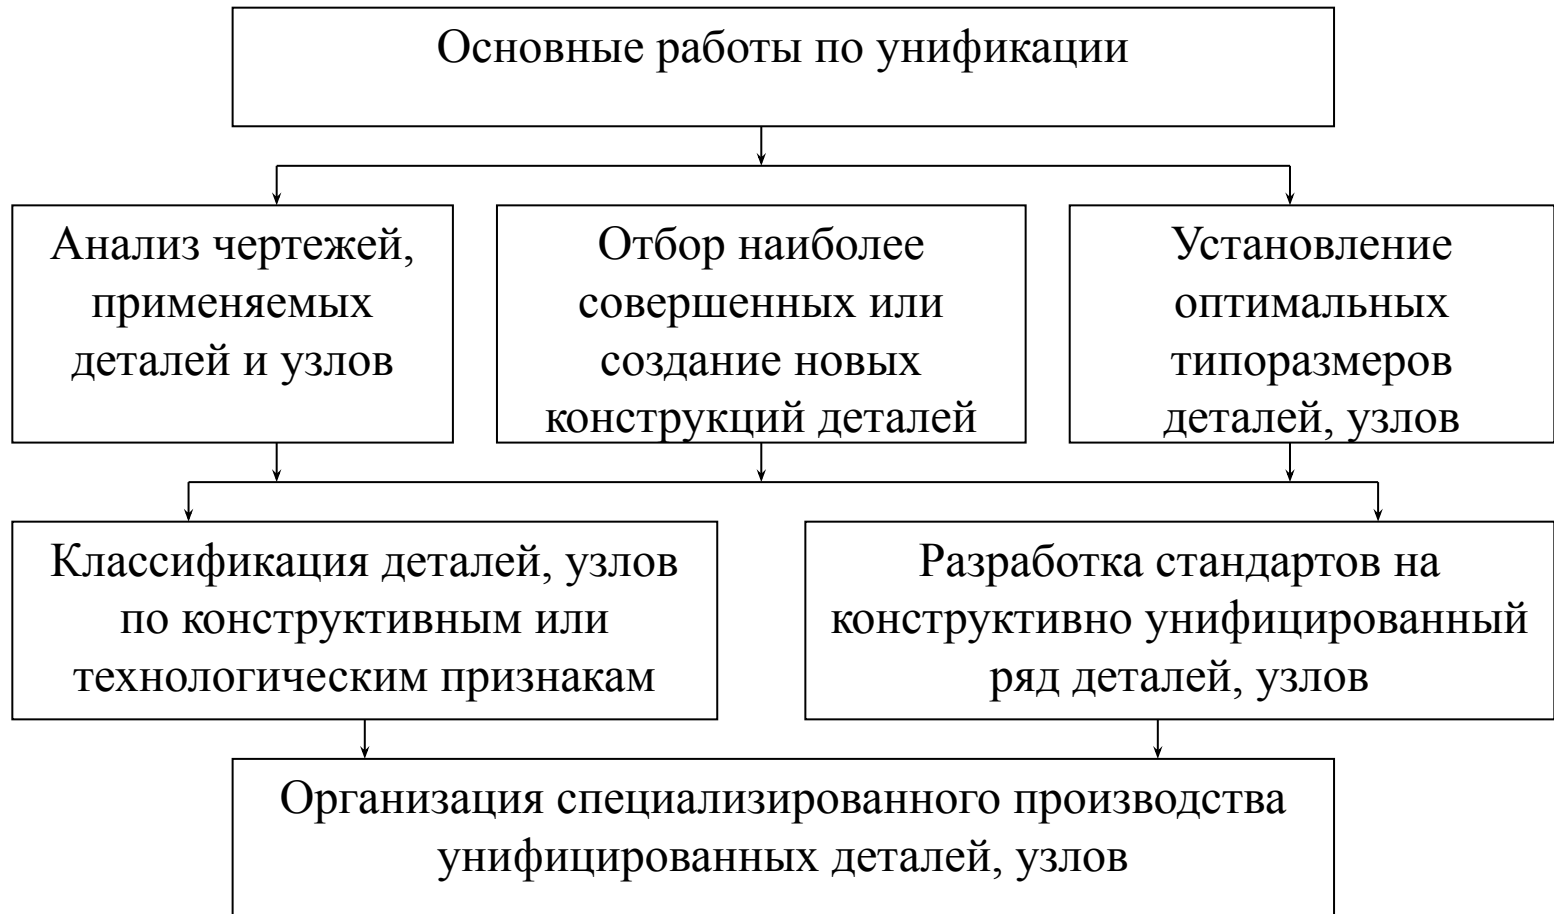 Основные работы по унификации
Анализ чертежей,
применяемых
деталей и узлов
Отбор наиболее
совершенных или
создание новых
конструкций деталей
Установление
оптимальных
типоразмеров
деталей, узлов
Классификация деталей, узлов
по конструктивным или
технологическим признакам
Разработка стандартов на
конструктивно унифицированный
ряд деталей, узлов
Организация специализированного производства
унифицированных деталей, узлов